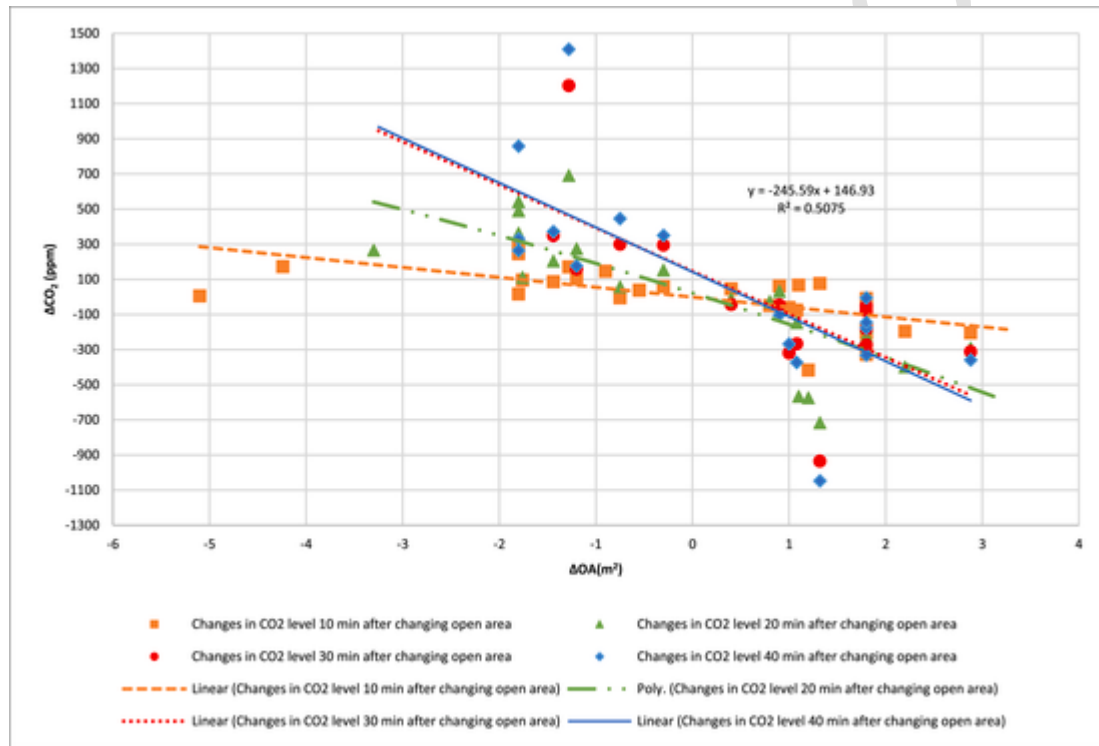 1500
1300
1100
900
700
500
300
100
-100
-300
-500
-700
-900
-1100
-1300
ΔCO₂ (ppm)
y = -245.59x + 146.93
R² = 0.5075
-6 -5 -4 -3 -2 -1 0 1 2 3 4
ΔOA(m²)
Changes in CO2 level 10 min after changing open area Changes in CO2 level 20 min after changing open area
Changes in CO2 level 30 min after changing open area Changes in CO2 level 40 min after changing open area
Linear (Changes in CO2 level 10 min after changing open area) Poly. (Changes in CO2 level 20 min after changing open area)
Linear (Changes in CO2 level 30 min after changing open area) Linear (Changes in CO2 level 40 min after changing open area)